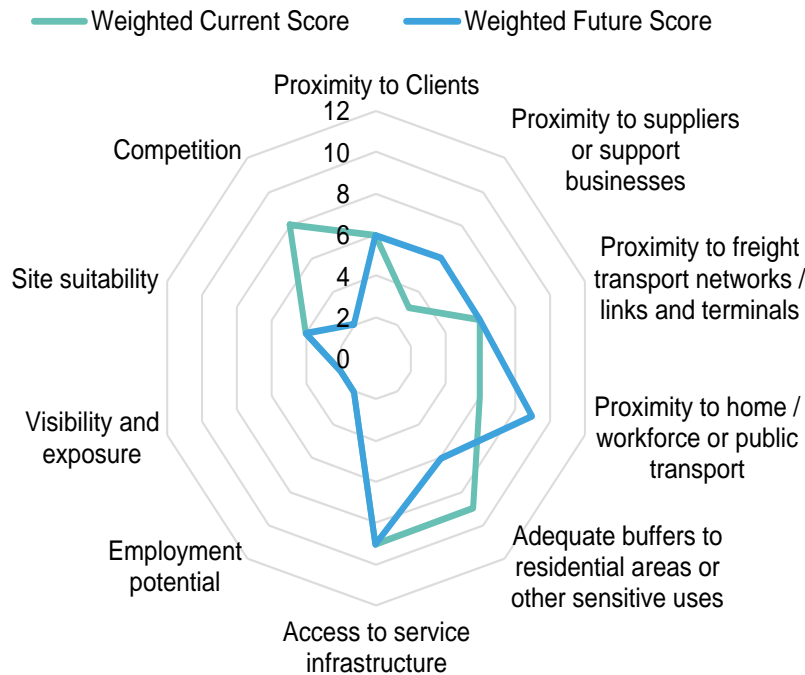 Weighted Current Score
Weighted Future Score
Proximity to Clients
12
10
8
6
4
2
0
Proximity to suppliers
or support
businesses
Proximity to freight
transport networks /
links and terminals
Proximity to home /
workforce or public
transport
Adequate buffers to
residential areas or
other sensitive uses
Access to service
infrastructure
Employment
potential
Visibility and
exposure
Site suitability
Competition